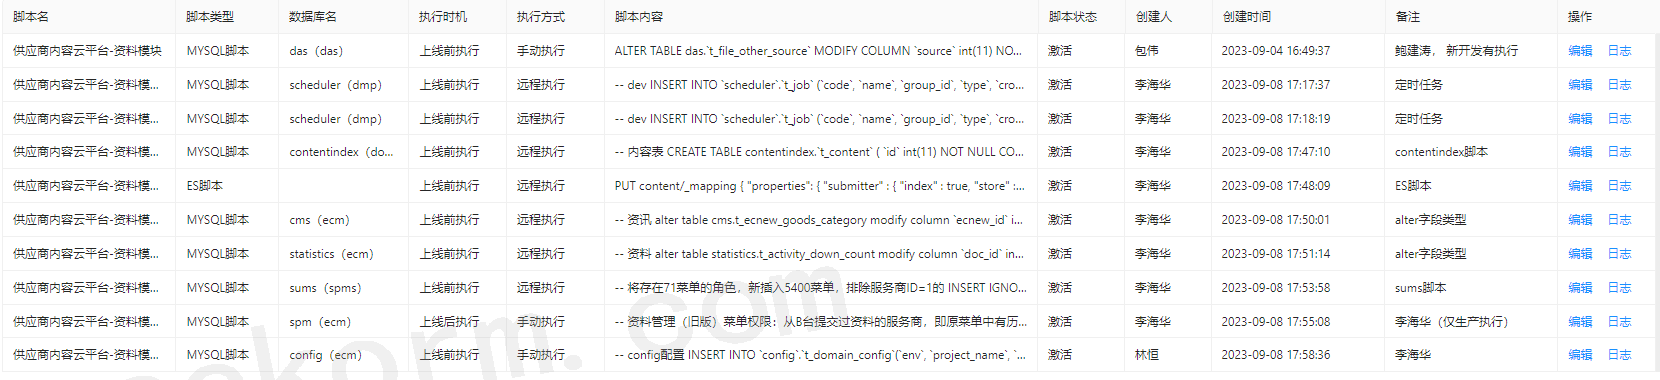 脚本名 脚本类型 数据库名 执行时机 执行方式 脚本内容 脚本状态 创建人 创建时间 备注 操作
供应商内容云平台-资料模块 MYSQL脚本 das（das） 上线前执行 手动执行 ALTER TABLE das.`t_file_other_source` MODIFY COLUMN `source` int(11) NO... 激活 包伟 2023-09-04 16:49:37 鲍建涛， 新开发有执行 编辑 日志
供应商内容云平台-资料模... MYSQL脚本 scheduler（dmp） 上线前执行 远程执行 -- dev INSERT INTO `scheduler`.`t_job` (`code`, `name`, `group_id`, `type`, `cro... 激活 李海华 2023-09-08 17:17:37 定时任务 编辑 日志
供应商内容云平台-资料模... MYSQL脚本 scheduler（dmp） 上线前执行 远程执行 -- dev INSERT INTO `scheduler`.`t_job` (`code`, `name`, `group_id`, `type`, `cro... 激活 李海华 2023-09-08 17:18:19 定时任务 编辑 日志
供应商内容云平台-资料模... MYSQL脚本 contentindex（do... 上线前执行 远程执行 -- 内容表 CREATE TABLE contentindex.`t_content` ( `id` int(11) NOT NULL CO... 激活 李海华 2023-09-08 17:47:10 contentindex脚本 编辑 日志
供应商内容云平台-资料模... ES脚本 上线前执行 远程执行 PUT content/_mapping { "properties": { "submitter" : { "index" : true, "store" :... 激活 李海华 2023-09-08 17:48:09 ES脚本 编辑 日志
供应商内容云平台-资料模... MYSQL脚本 cms（ecm） 上线前执行 远程执行 -- 资讯 alter table cms.t_ecnew_goods_category modify column `ecnew_id` i... 激活 李海华 2023-09-08 17:50:01 alter字段类型 编辑 日志
供应商内容云平台-资料模... MYSQL脚本 statistics（ecm） 上线前执行 远程执行 -- 资料 alter table statistics.t_activity_down_count modify column `doc_id` in... 激活 李海华 2023-09-08 17:51:14 alter字段类型 编辑 日志
供应商内容云平台-资料模... MYSQL脚本 sums（spms） 上线前执行 远程执行 -- 将存在71菜单的角色，新插入5400菜单，排除服务商ID=1的 INSERT IGNO... 激活 李海华 2023-09-08 17:53:58 sums脚本 编辑 日志
供应商内容云平台-资料模... MYSQL脚本 spm（ecm） 上线后执行 手动执行 -- 资料管理（旧版）菜单权限：从B台提交过资料的服务商，即原菜单中有历... 激活 李海华 2023-09-08 17:55:08 李海华（仅生产执行） 编辑 日志
供应商内容云平台-资料模... MYSQL脚本 config（ecm） 上线前执行 手动执行 -- config配置 INSERT INTO `config`.`t_domain_config`(`env`, `project_name`, `... 激活 林恒 2023-09-08 17:58:36 李海华 编辑 日志